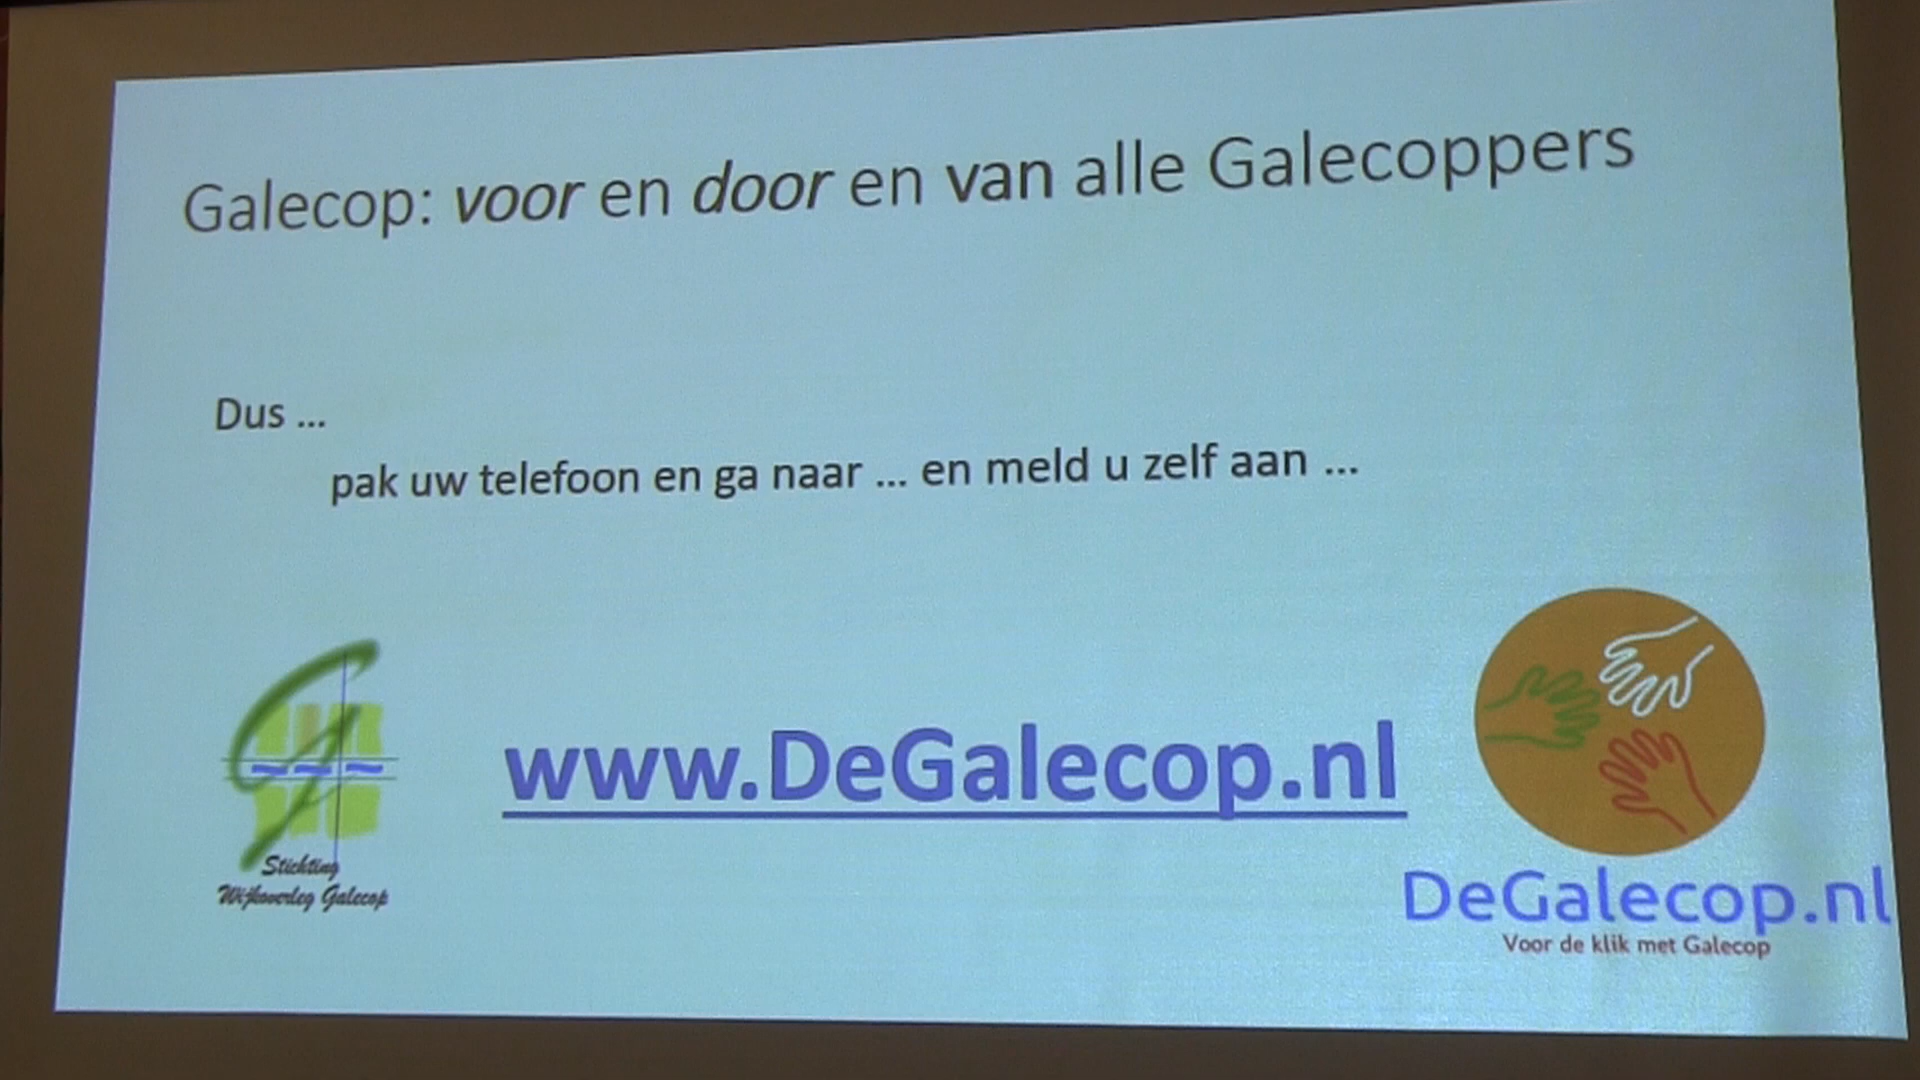 Galecop: voor en door en van alle Galecoppers
Dus ...
pak uw telefoon en ga naar ... en meld u zelf aan ...
www.DeGalecop.nl
Stichting
Wijkoverleg Galecop
DeGalecop.nl
Voor de klik met Galecop